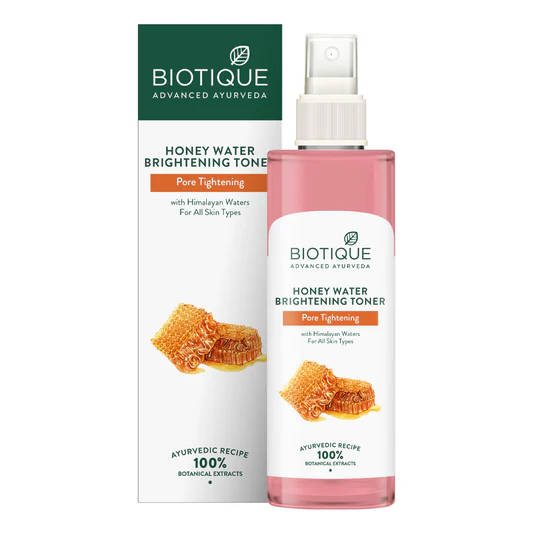 BIOTIQUE
ADVANCED AYURVEDA
HONEY WATER
BRIGHTENING TONE
Pore Tightening
with Himalayan Waters
For All Skin Types
AYURVEDIC RECIPE
100%
BOTANICAL EXTRACTS
BIOTIQUE
ADVANCED AYURVEDA
HONEY WATER
BRIGHTENING TONER
Pore Tightening
with Himalayan Waters
For All Skin Types
AYURVEDIC RECIPE
100%
BOTANICAL EXTRACTS